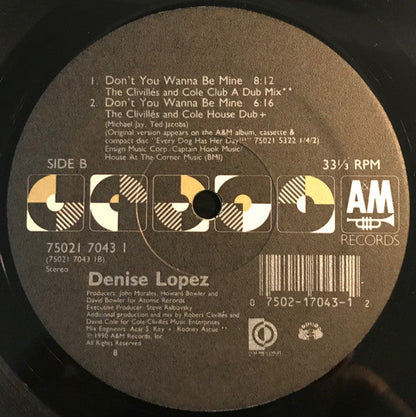 1. Don't You Wanna Be Mine 8:12
The Clivillés and Cole Club A Dub Mix**
2. Don't You Wanna Be Mine 6:16
The Clivillés and Cole House Dub+
(Michael Jay, Ted Jacobs)
(Original version appears on the A&M album, cassette &
compact disc "Every Dog Has Her Day!!!" 75021 5322 1/4/2)
Ensign Music Corp./Captain Hook Music/
House At The Corner Music (BMI)
SIDE B
33⅓ RPM
A&M
RECORDS
75021 7043 1
(75021 7043 1B)
Stereo
Denise Lopez
Producers: John Morales, Howard Bowler and
David Bowler for Atomic Records
Executive Producer: Steve Ralbovsky
Additional production and mix by Robert Clivillés and
David Cole for Cole/Clivillés Music Enterprises
Mix Engineers: Acar S. Key +, Rodney Ascue **
℗ 1990 A&M Records, Inc.
B
0 7502-17043-1 2